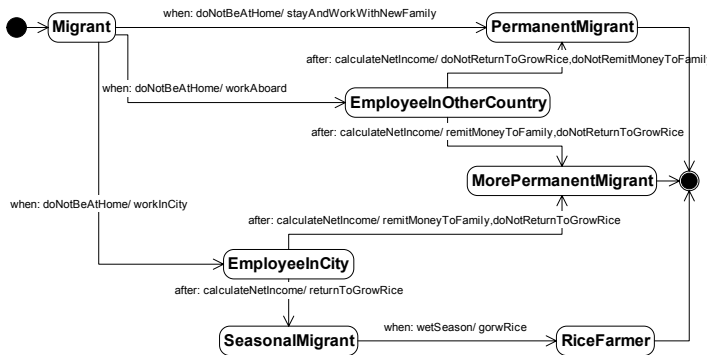 when: doNotBeAtHome/ stayAndWorkWithNewFamily
Migrant
PermanentMigrant
after: calculateNetIncome/ doNotReturnToGrowRice,doNotRemitMoneyToFamily
when: doNotBeAtHome/ workAboard
EmployeeInOtherCountry
after: calculateNetIncome/ remitMoneyToFamily,doNotReturnToGrowRice
MorePermanentMigrant
when: doNotBeAtHome/ workInCity
after: calculateNetIncome/ remitMoneyToFamily,doNotReturnToGrowRice
EmployeeInCity
after: calculateNetIncome/ returnToGrowRice
when: wetSeason/ gorwRice
SeasonalMigrant
RiceFarmer